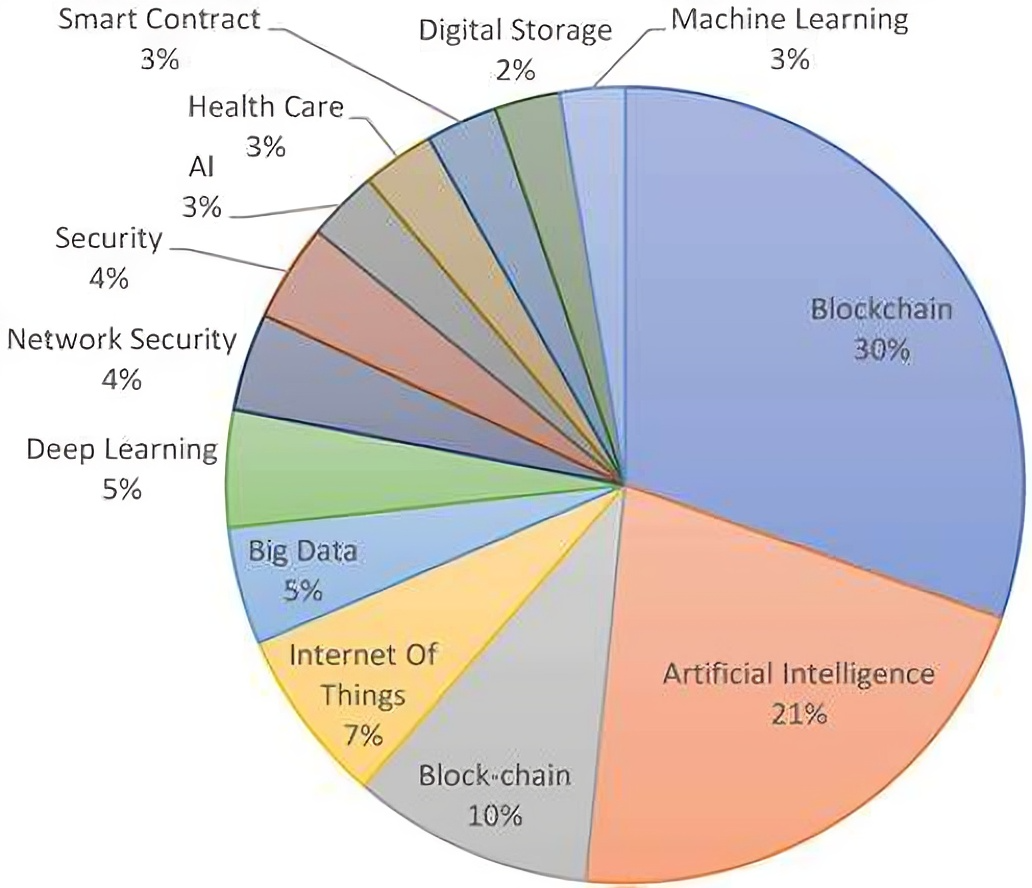 Smart Contract
3%
Digital Storage
2%
Machine Learning
3%
Health Care
3%
AI
3%
Security
4%
Network Security
4%
Deep Learning
5%
Big Data
5%
Internet Of
Things
7%
Block-chain
10%
Artificial Intelligence
21%
Blockchain
30%